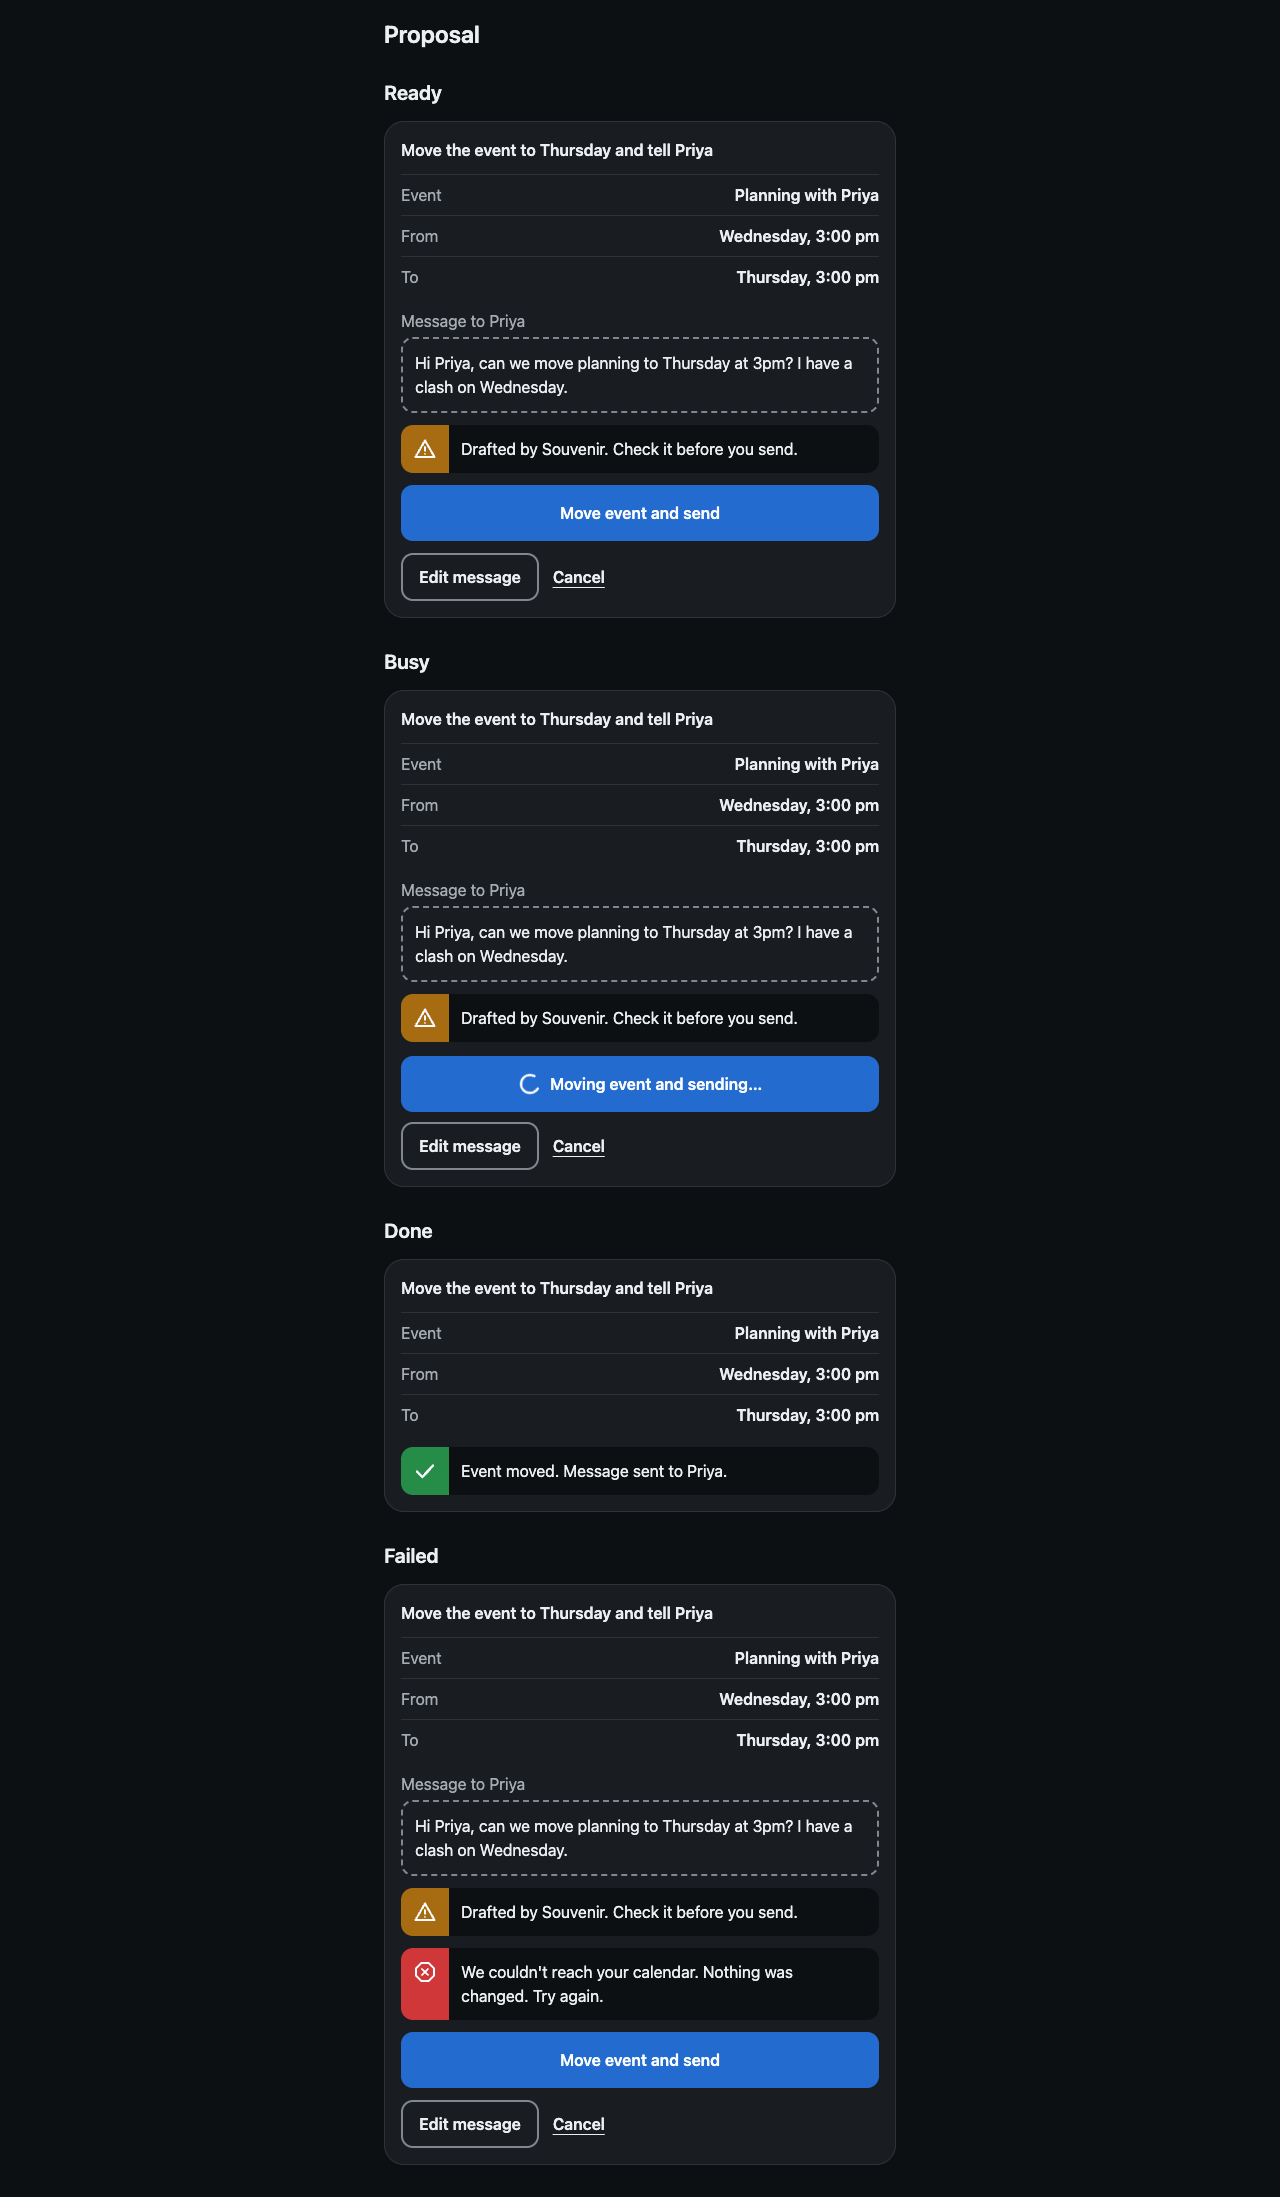 Proposal
Ready
Move the event to Thursday and tell Priya
Event Planning with Priya
From Wednesday, 3:00 pm
To Thursday, 3:00 pm
Message to Priya
Hi Priya, can we move planning to Thursday at 3pm? I have a
clash on Wednesday.
Drafted by Souvenir. Check it before you send.
Move event and send
Edit message Cancel
Busy
Move the event to Thursday and tell Priya
Event Planning with Priya
From Wednesday, 3:00 pm
To Thursday, 3:00 pm
Message to Priya
Hi Priya, can we move planning to Thursday at 3pm? I have a
clash on Wednesday.
Drafted by Souvenir. Check it before you send.
Moving event and sending...
Edit message Cancel
Done
Move the event to Thursday and tell Priya
Event Planning with Priya
From Wednesday, 3:00 pm
To Thursday, 3:00 pm
Event moved. Message sent to Priya.
Failed
Move the event to Thursday and tell Priya
Event Planning with Priya
From Wednesday, 3:00 pm
To Thursday, 3:00 pm
Message to Priya
Hi Priya, can we move planning to Thursday at 3pm? I have a
clash on Wednesday.
Drafted by Souvenir. Check it before you send.
We couldn't reach your calendar. Nothing was
changed. Try again.
Move event and send
Edit message Cancel